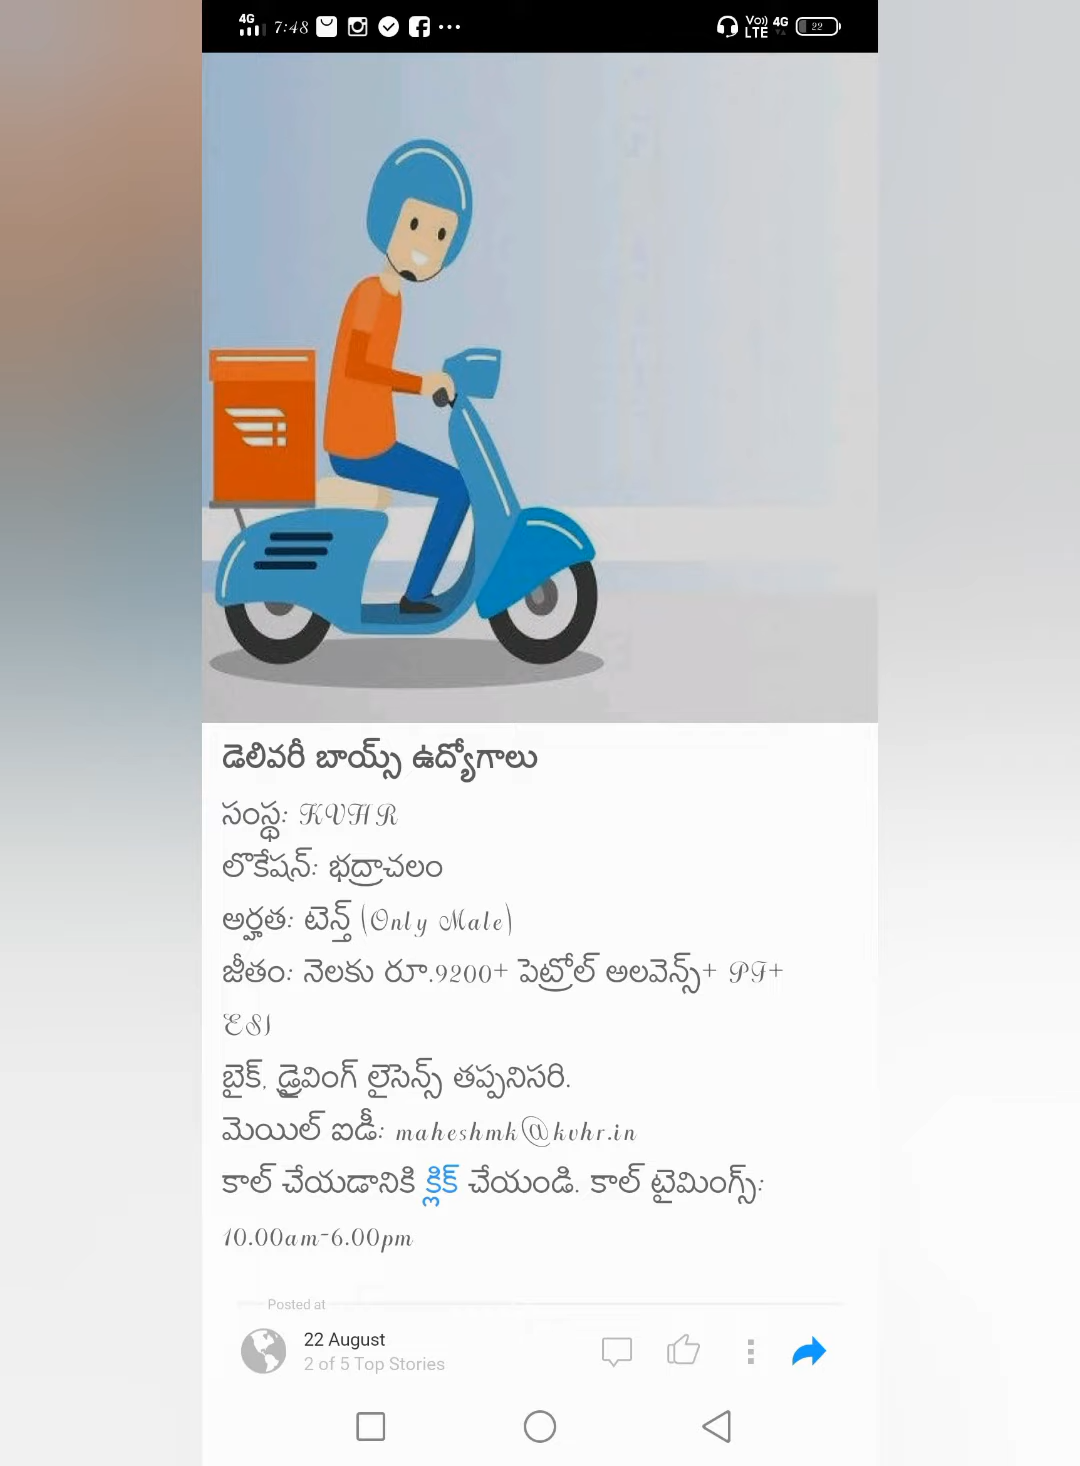 4G 7:48 Vo)) LTE 4G 22
డెలివరీ బాయ్స్ ఉద్యోగాలు
సంస్థ: KVHR
లొకేషన్: భద్రాచలం
అర్హత: టెన్త్ (Only Male)
జీతం: నెలకు రూ.9200+ పెట్రోల్ అలవెన్స్+ PF+
ESI
బైక్, డ్రైవింగ్ లైసెన్స్ తప్పనిసరి.
మెయిల్ ఐడీ: maheshmk@kvhr.in
కాల్ చేయడానికి క్లిక్ చేయండి. కాల్ టైమింగ్స్:
10.00am-6.00pm
Posted at
22 August
2 of 5 Top Stories